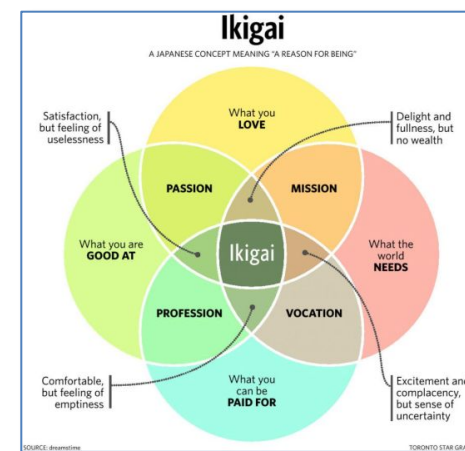 Ikigai
A JAPANESE CONCEPT MEANING “A REASON FOR BEING”
Satisfaction,
but feeling of
uselessness
What you
LOVE
Delight and
fullness, but
no wealth
PASSION
MISSION
What you are
GOOD AT
Ikigai
What the
world
NEEDS
PROFESSION
VOCATION
Comfortable,
but feeling of
emptiness
What you
can be
PAID FOR
Excitement and
complacency,
but sense of
uncertainty
SOURCE: dreamstime
TORONTO STAR GRA